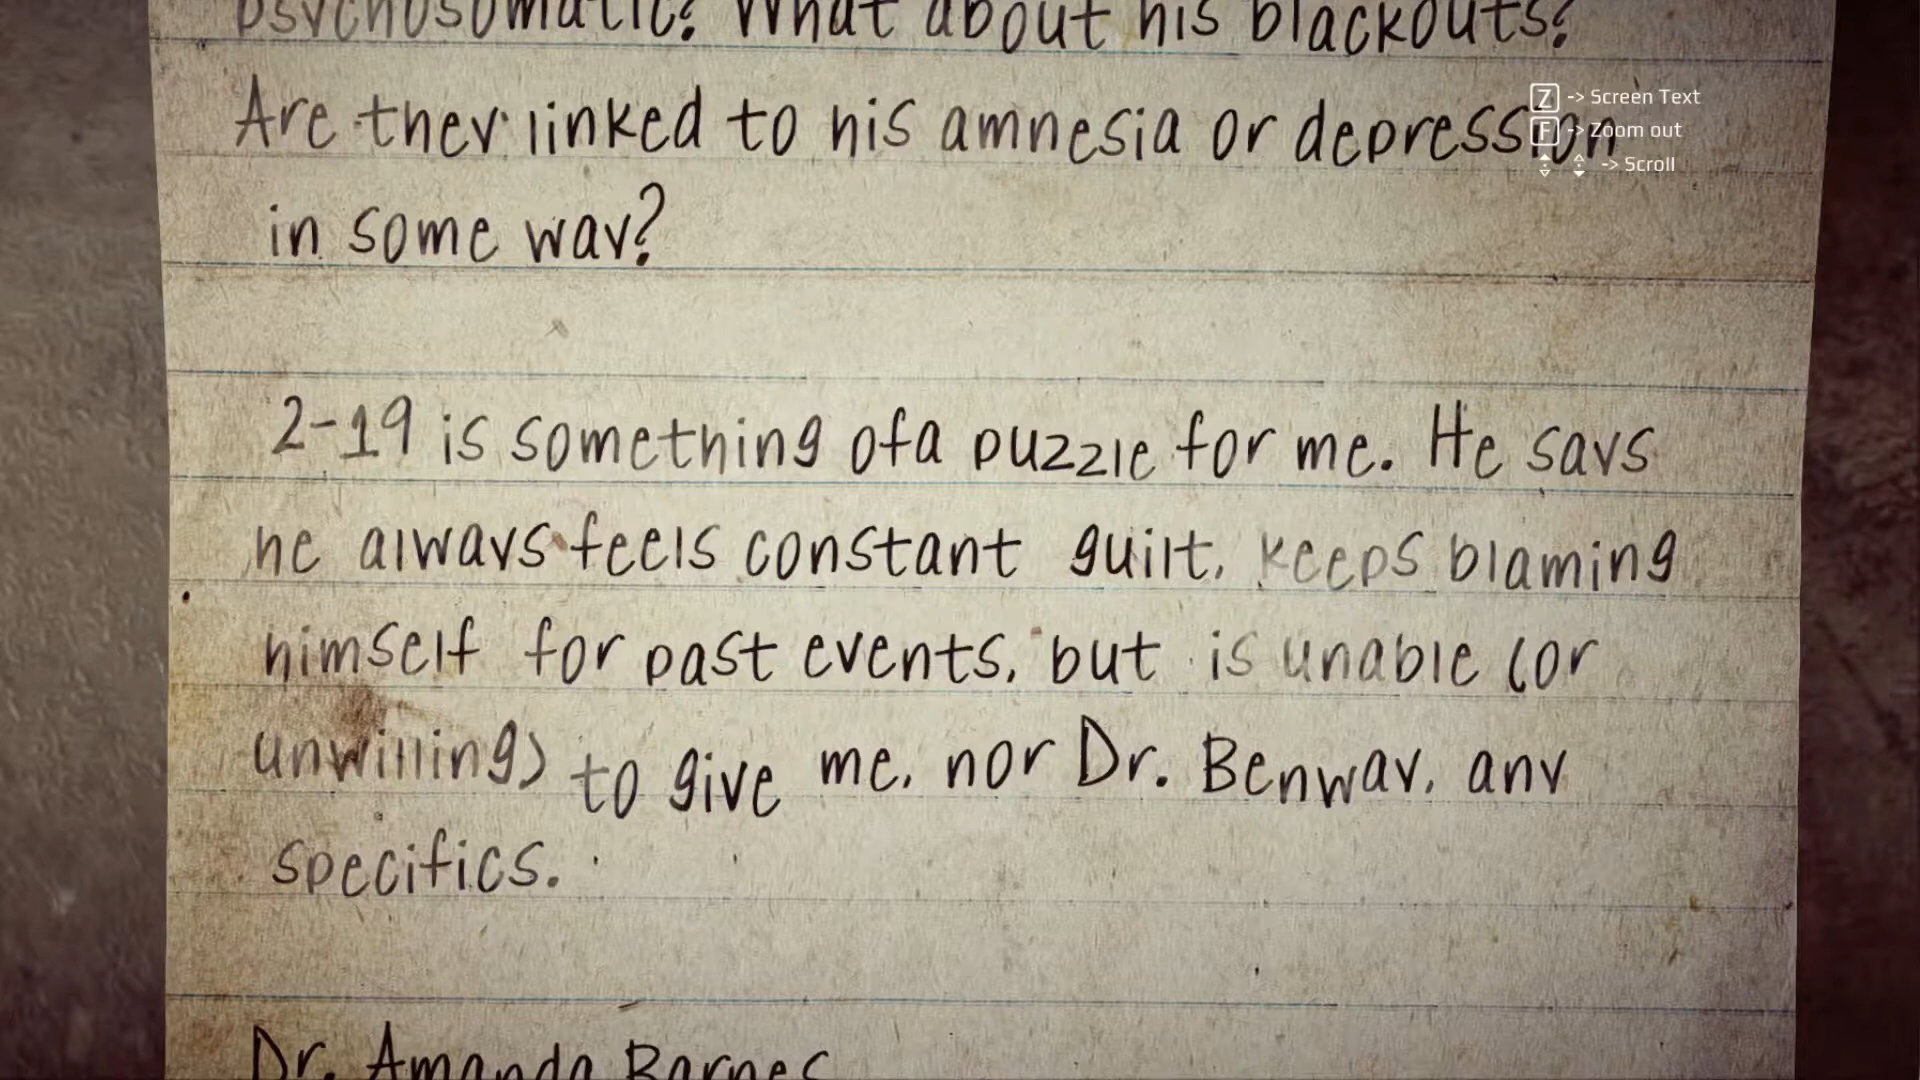 psychosomatic? What about his blackouts?
Are they linked to his amnesia or depression
in some way?
2-19 is something of a puzzle for me. He says
he always feels constant guilt, keeps blaming
himself for past events, but is unable (or
unwilling) to give me, nor Dr. Benway, any
specifics.
Dr. Amanda Barnes
Z -> Screen Text
F -> Zoom out
-> Scroll